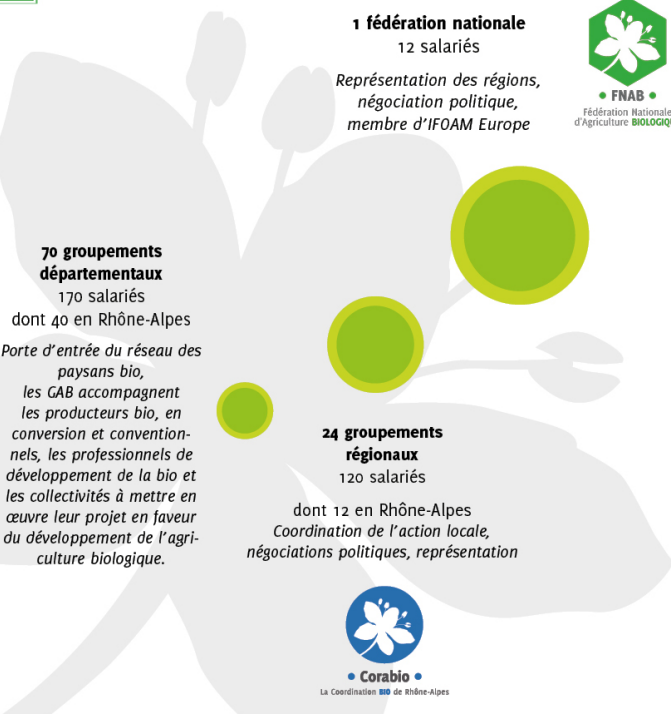 1 fédération nationale
12 salariés
Représentation des régions,
négociation politique,
membre d'IFOAM Europe
• FNAB •
Fédération Nationale
d'Agriculture BIOLOGIQU
70 groupements
départementaux
170 salariés
dont 40 en Rhône-Alpes
Porte d'entrée du réseau des
paysans bio,
les GAB accompagnent
les producteurs bio, en
conversion et convention-
nels, les professionnels de
développement de la bio et
les collectivités à mettre en
œuvre leur projet en faveur
du développement de l'agri-
culture biologique.
24 groupements
régionaux
120 salariés
dont 12 en Rhône-Alpes
Coordination de l'action locale,
négociations politiques, représentation
• Corabio •
La Coordination BIO de Rhône-Alpes